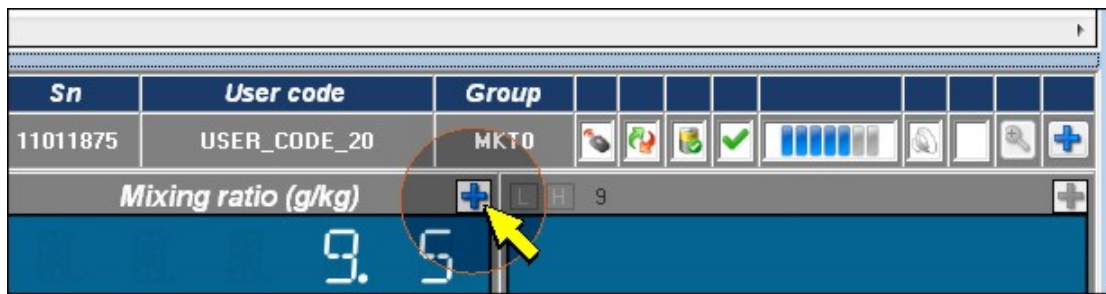 Sn User code Group
11011875 USER_CODE_20 MKT0
Mixing ratio (g/kg) L H 9
9. 5